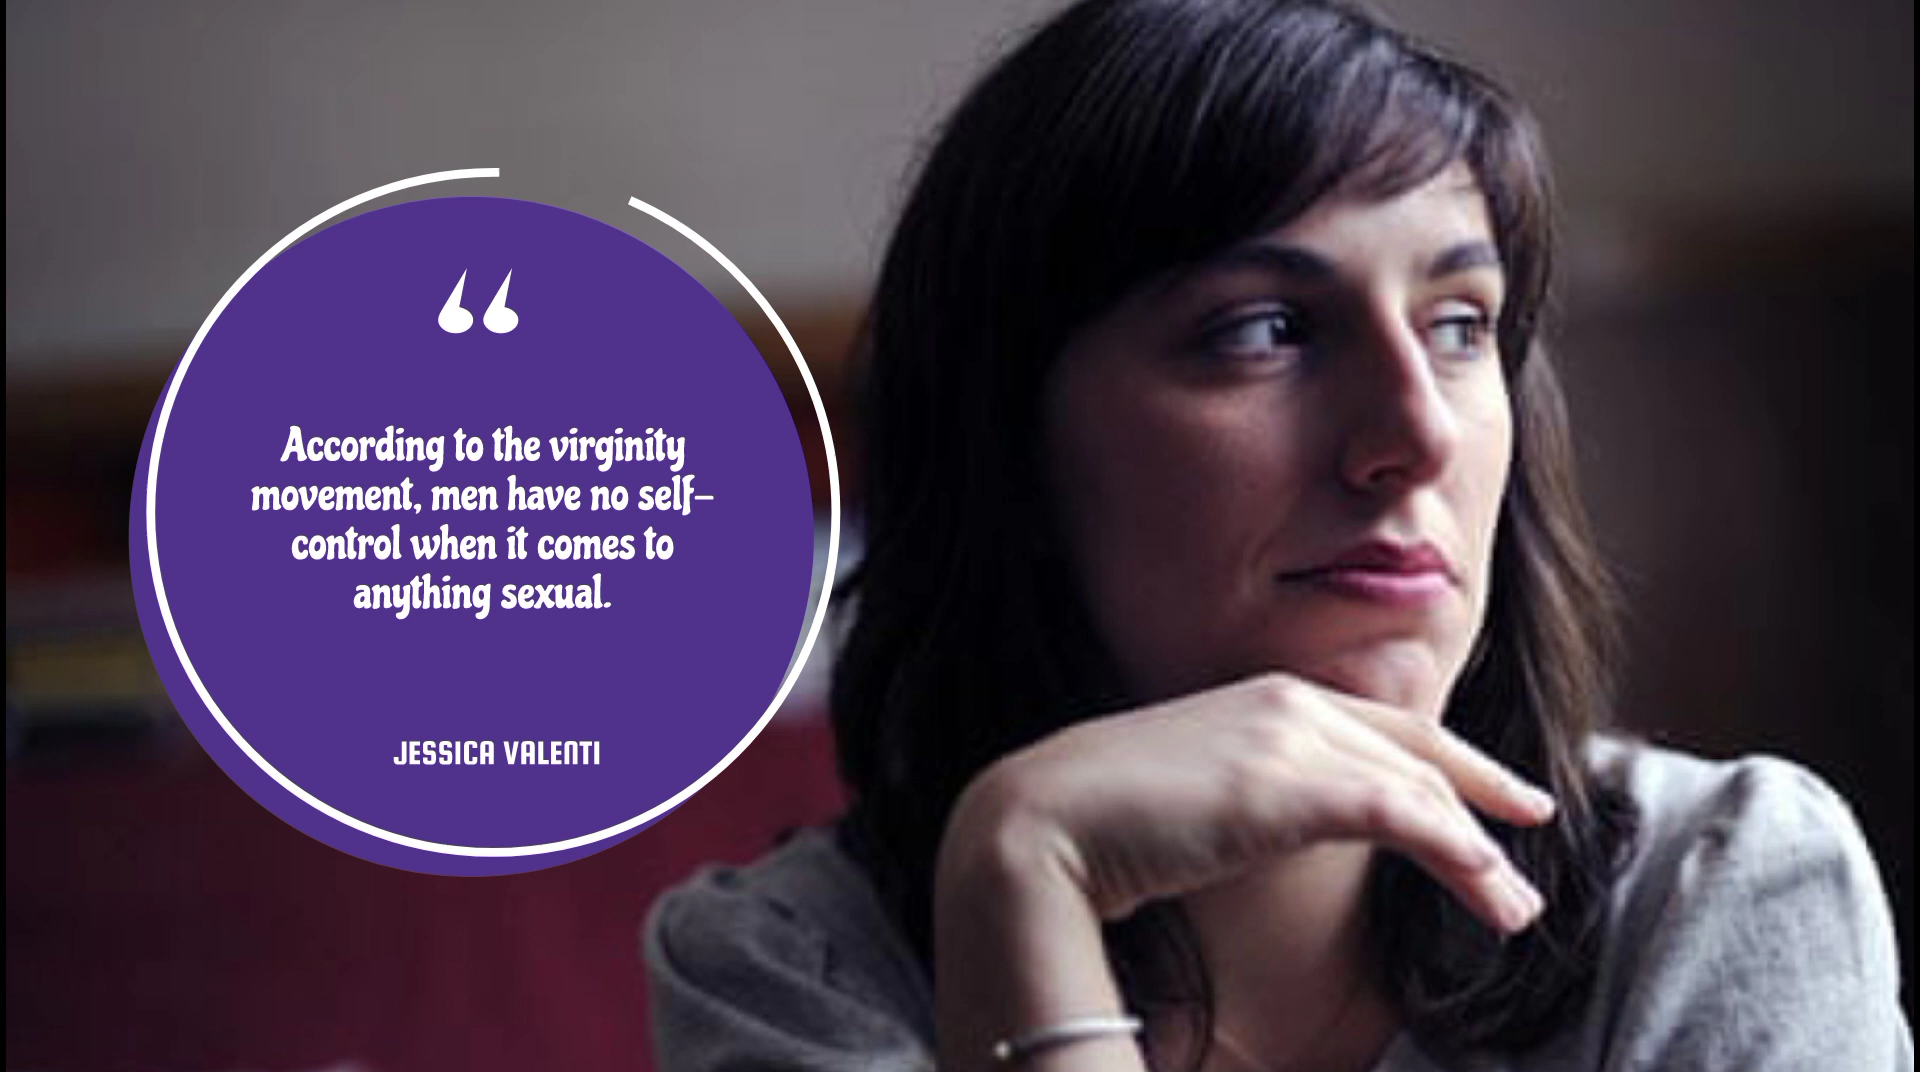 “
According to the virginity
movement, men have no self-
control when it comes to
anything sexual.
JESSICA VALENTI